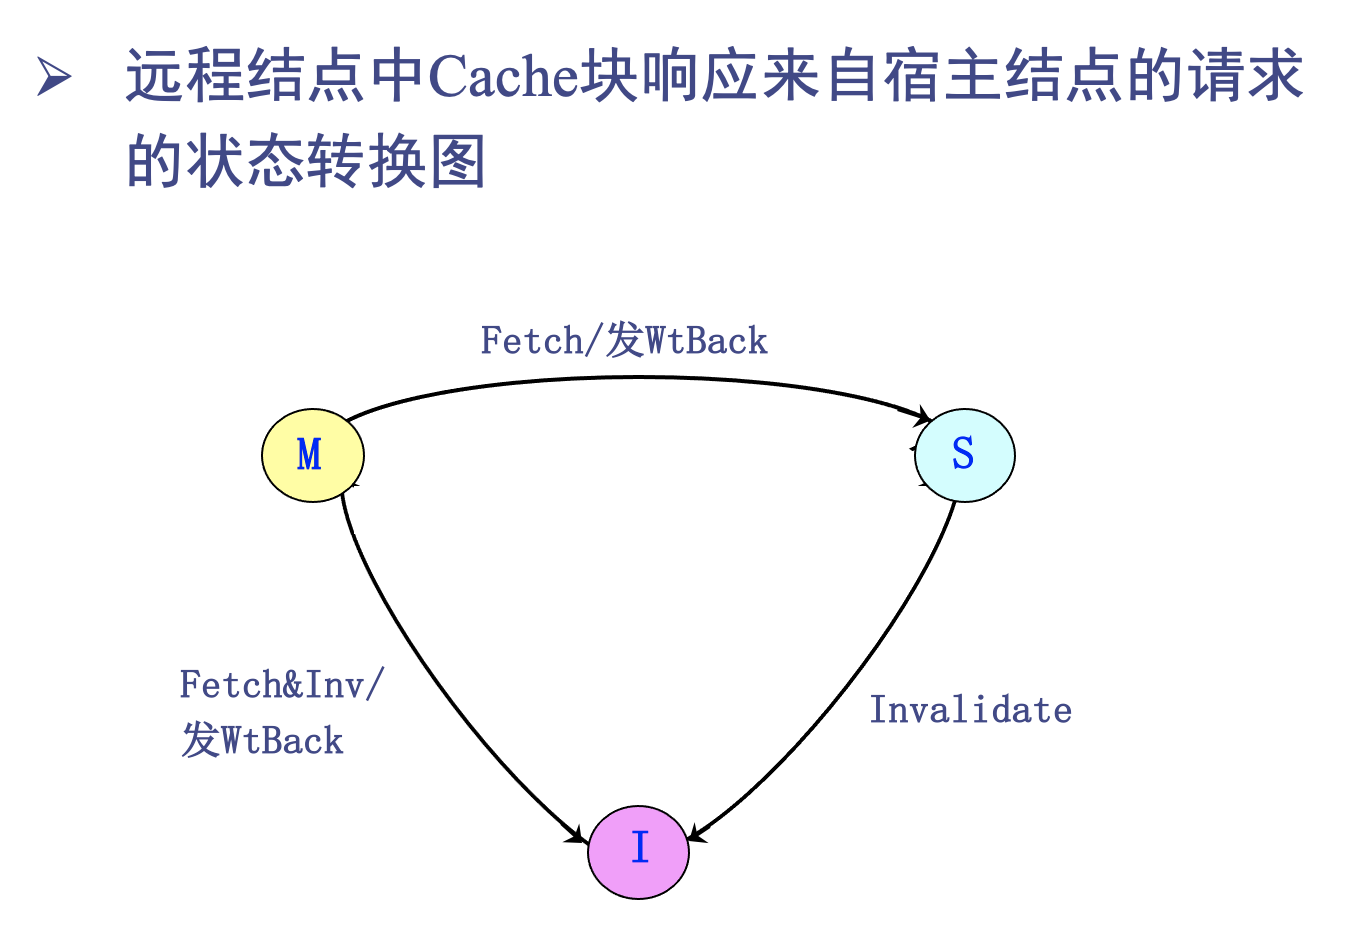 远程结点中Cache块响应来自宿主结点的请求
的状态转换图
Fetch/发WtBack
M
S
Fetch&Inv/
发WtBack
Invalidate
I